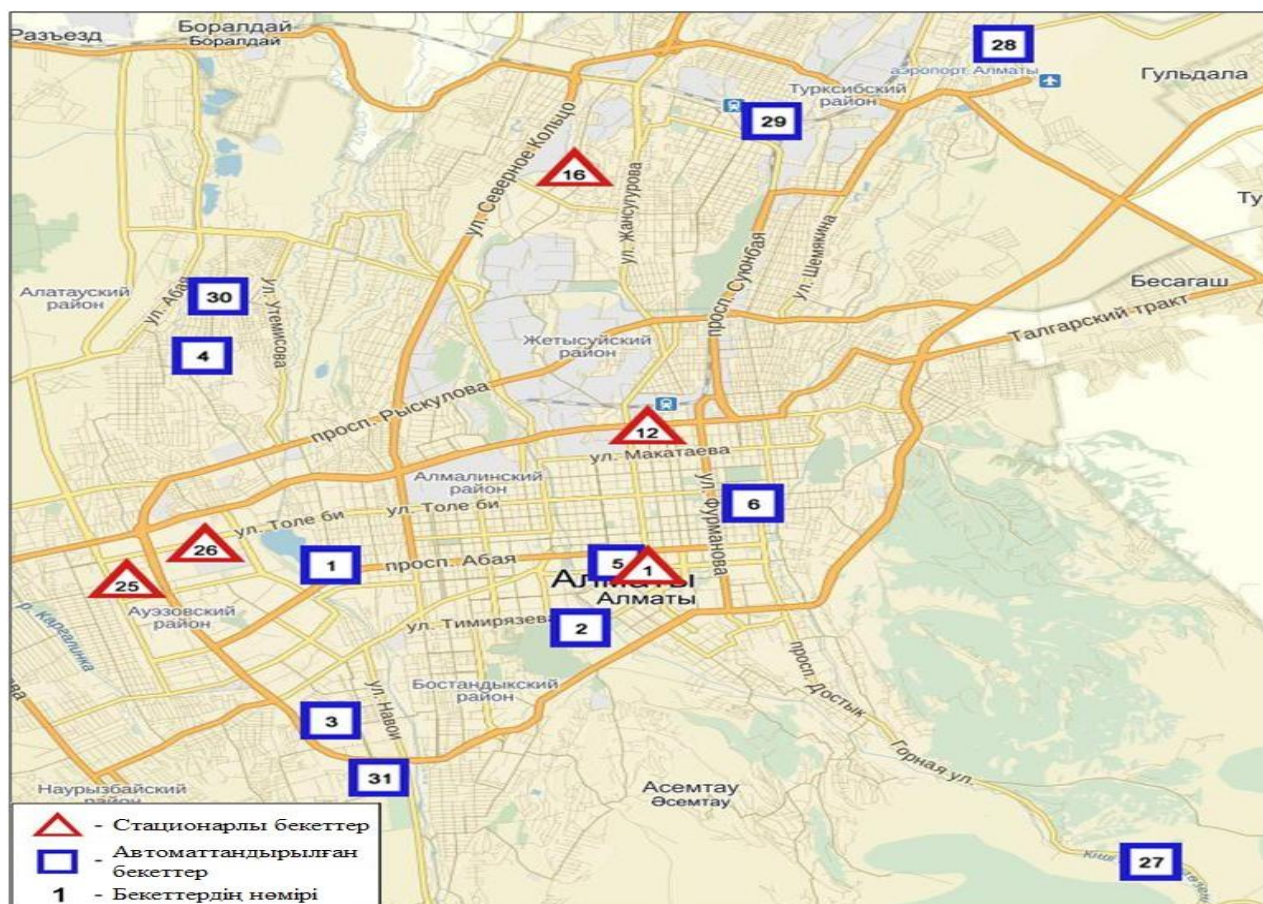 Разъезд
Боралдай
Боралдай
28
аэропорт Алматы
Гульдала
Турксибский
район
29
ул. Северное Кольцо
16
ул. Жансугурова
просп. Суюнбая
ул. Шемякина
Ту
Бесагаш
Талгарский тракт
Алатауский
район
ул. Абая
30
ул. Утемисова
4
Жетысуйский
район
просп. Рыскулова
12
ул. Макатаева
Алмалинский
район
ул. Толе би
ул. Толе би
6
ул. Фурманова
26
25
1
просп. Абая
5
1
Алматы
Алматы
Ауэзовский
район
р. Каргалинка
ул. Тимирязева
2
Бостандыкский
район
просп. Достык
ул. Навои
3
31
Горная ул.
Асемтау
Әсемтау
Наурызбайский
район
ва
27
- Стационарлы бекеттер
- Автоматтандырылған
бекеттер
1 - Бекеттердің нөмірі